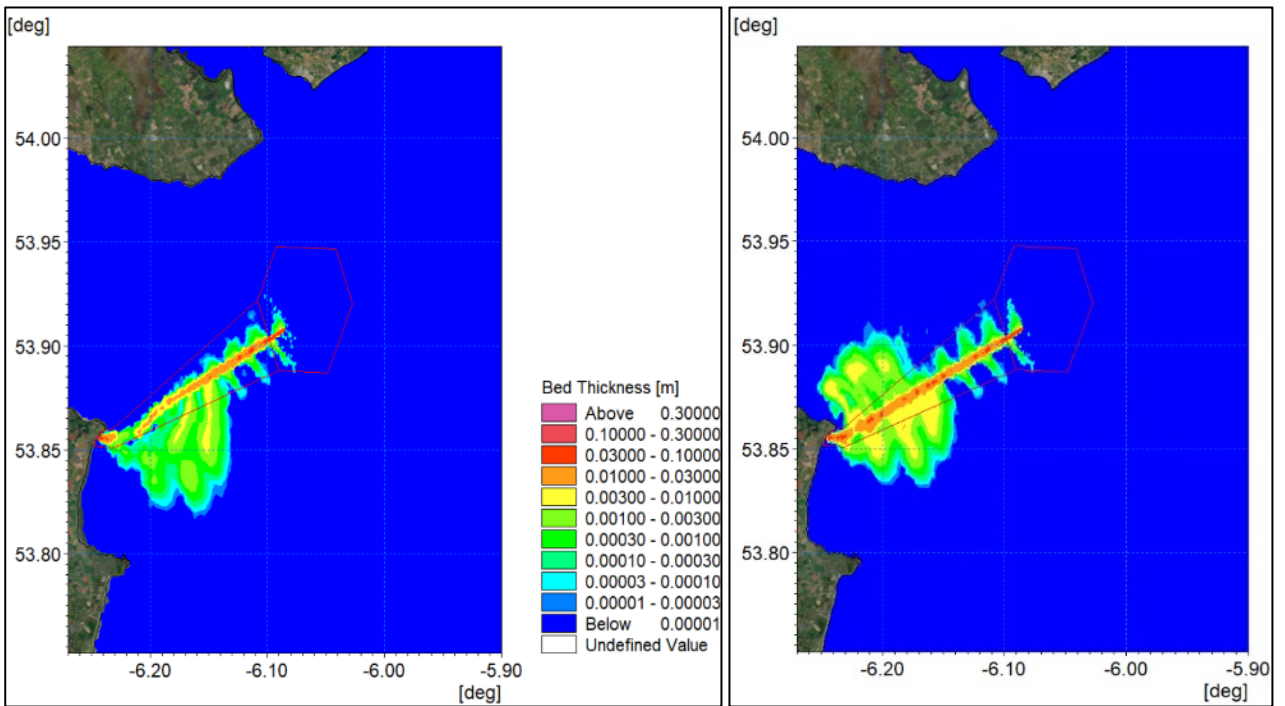 [deg]
54.00
53.95
53.90
53.85
53.80
-6.20
-6.10
-6.00
-5.90
[deg]
Bed Thickness [m]
Above 0.30000
0.10000 - 0.30000
0.03000 - 0.10000
0.01000 - 0.03000
0.00300 - 0.01000
0.00100 - 0.00300
0.00030 - 0.00100
0.00010 - 0.00030
0.00003 - 0.00010
0.00001 - 0.00003
Below 0.00001
Undefined Value
[deg]
54.00
53.95
53.90
53.85
53.80
-6.20
-6.10
-6.00
-5.90
[deg]